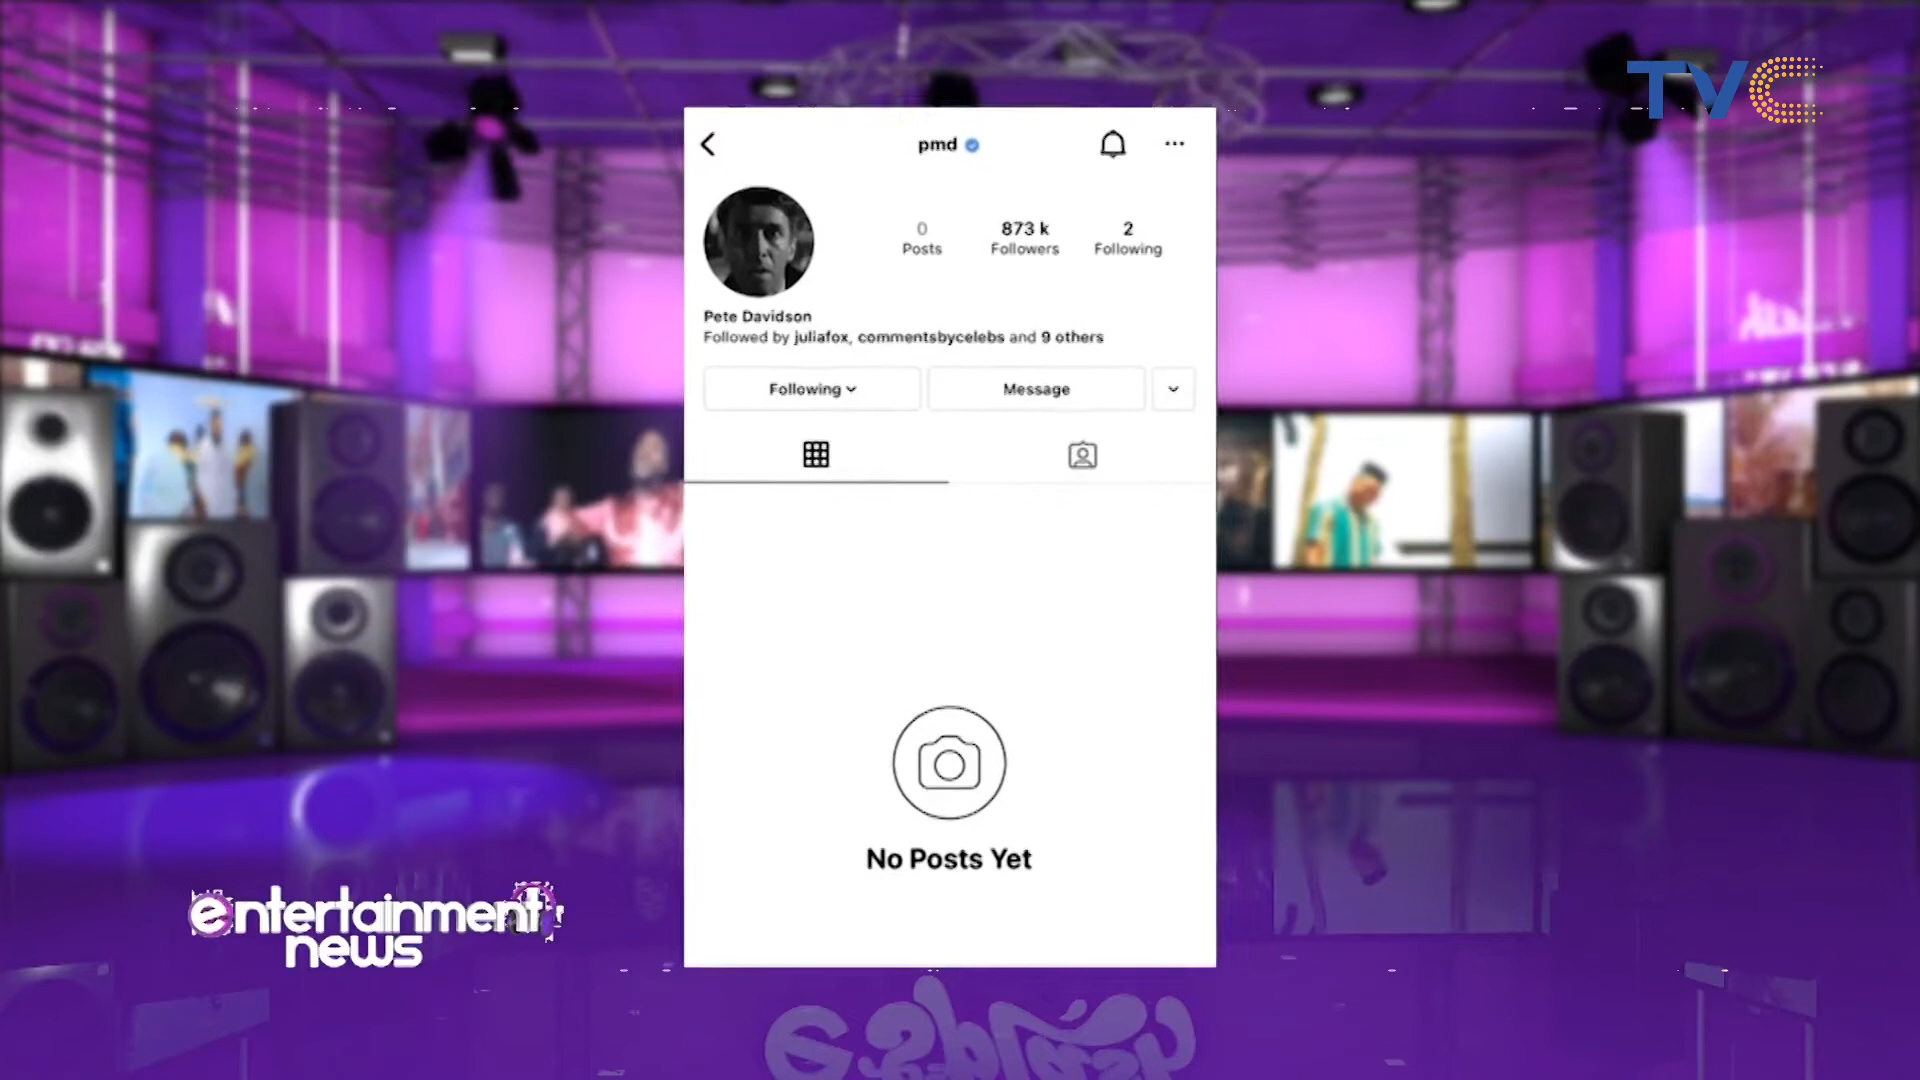 TVC
pmd
0
Posts
873 k
Followers
2
Following
Pete Davidson
Followed by juliafox, commentsbycelebs and 9 others
Following
Message
No Posts Yet
entertainment
news